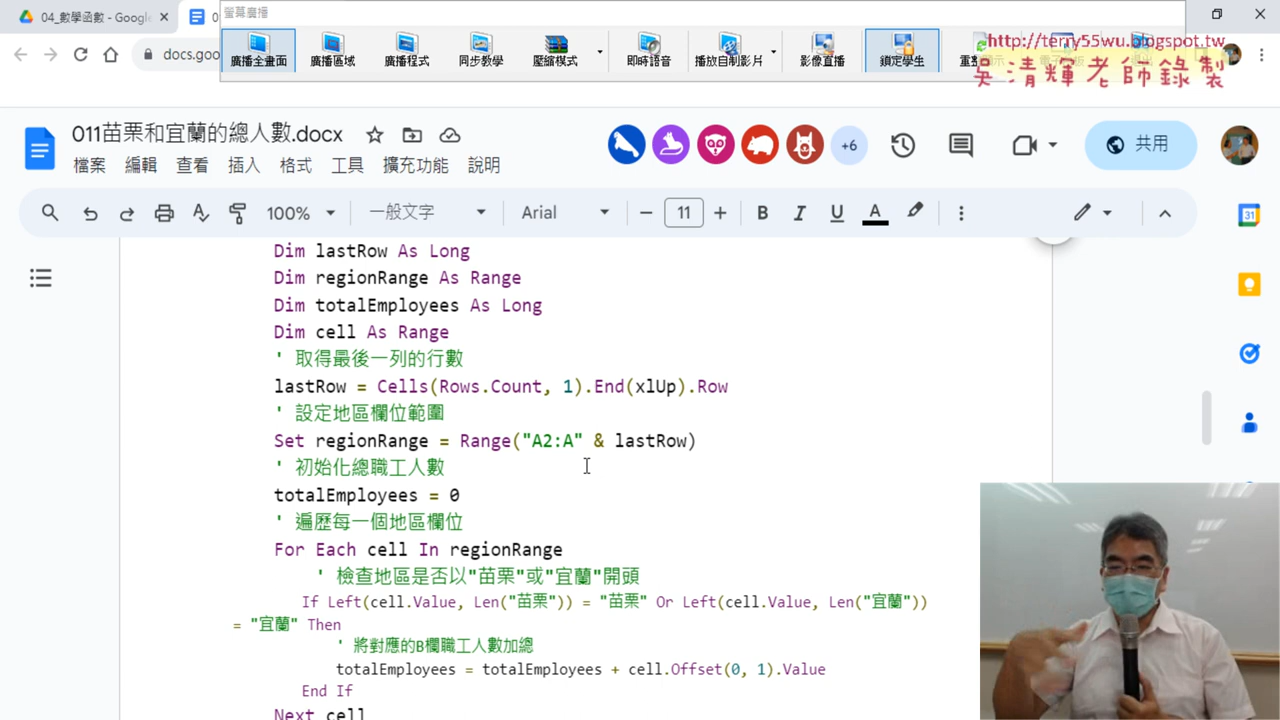 04_數學函數 - Google
螢幕廣播
廣播全畫面
廣播區域
廣播程式
同步教學
壓縮模式
即時語音
播放自制影片
影像直播
鎖定學生
http://terry55wu.blogspot.tw
吳清輝老師錄製
docs.goo
011苗栗和宜蘭的總人數.docx
檔案 編輯 查看 插入 格式 工具 擴充功能 說明
+6
共用
100% 一般文字 Arial 11 B I U A
31
Dim lastRow As Long
Dim regionRange As Range
Dim totalEmployees As Long
Dim cell As Range
' 取得最後一列的行數
lastRow = Cells(Rows.Count, 1).End(xlUp).Row
' 設定地區欄位範圍
Set regionRange = Range("A2:A" & lastRow)
' 初始化總職工人數
totalEmployees = 0
' 遍歷每一個地區欄位
For Each cell In regionRange
' 檢查地區是否以"苗栗"或"宜蘭"開頭
If Left(cell.Value, Len("苗栗")) = "苗栗" Or Left(cell.Value, Len("宜蘭"))
= "宜蘭" Then
' 將對應的B欄職工人數加總
totalEmployees = totalEmployees + cell.Offset(0, 1).Value
End If
Next cell